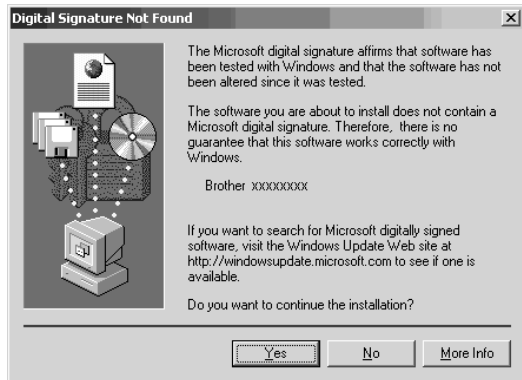 Digital Signature Not Found
The Microsoft digital signature affirms that software has
been tested with Windows and that the software has not
been altered since it was tested.
The software you are about to install does not contain a
Microsoft digital signature. Therefore, there is no
guarantee that this software works correctly with
Windows.
Brother xxxxxxxx
If you want to search for Microsoft digitally signed
software, visit the Windows Update Web site at
http://windowsupdate.microsoft.com to see if one is
available.
Do you want to continue the installation?
Yes No More Info